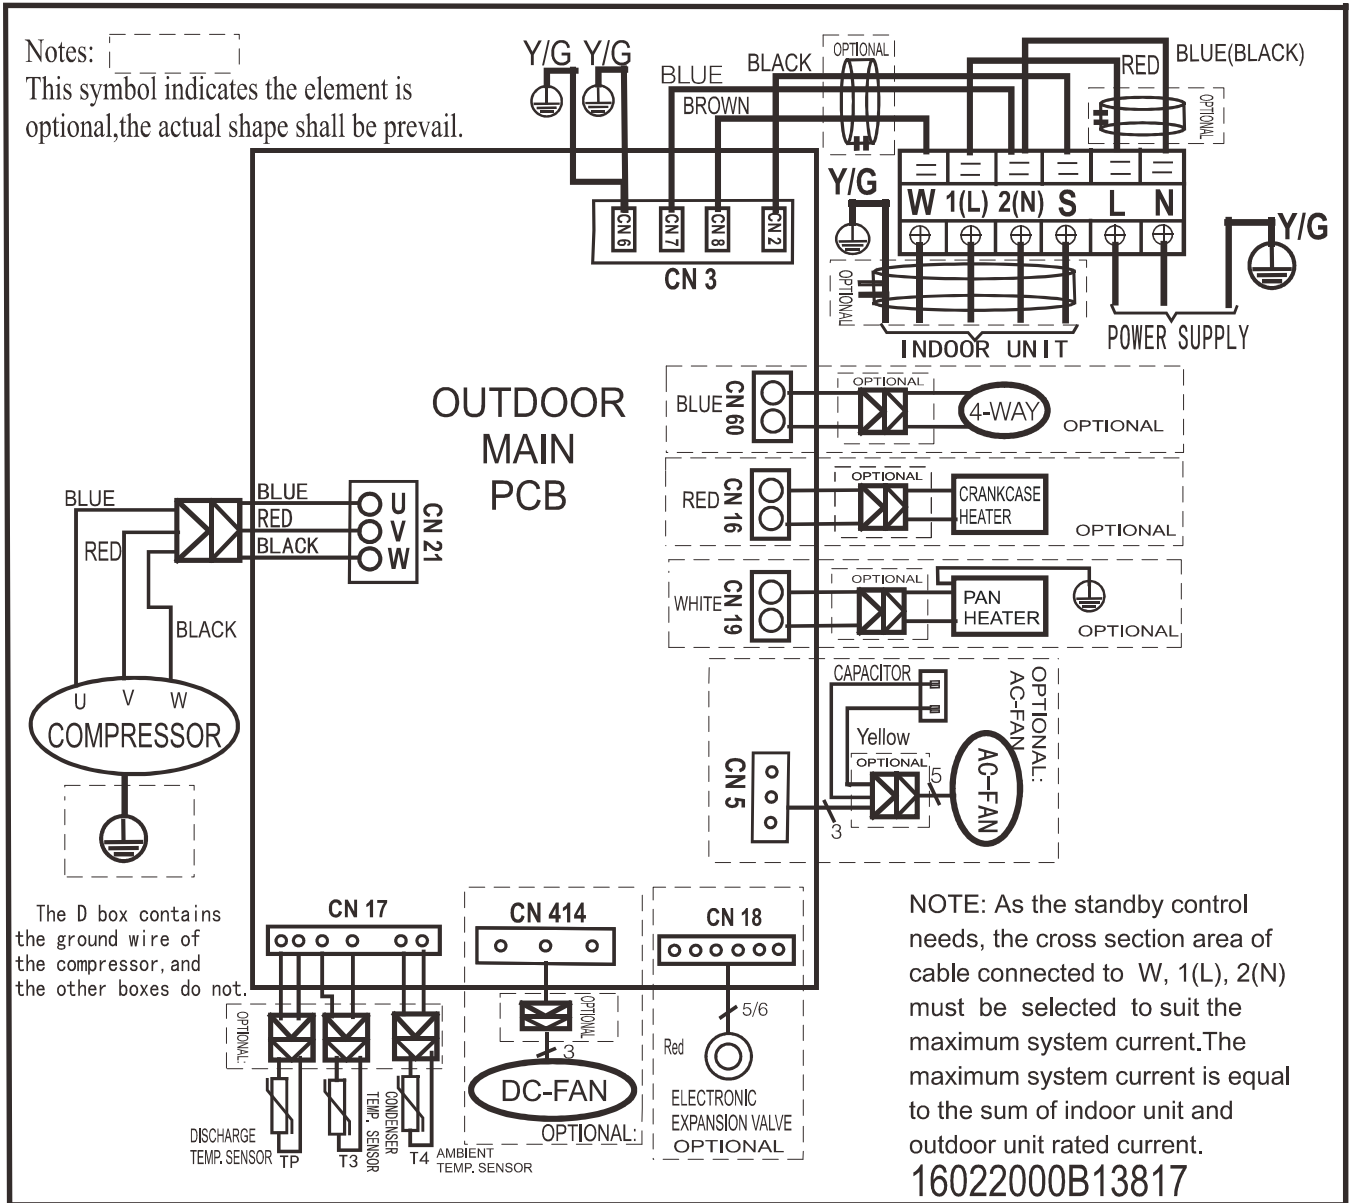 Notes:
This symbol indicates the element is
optional,the actual shape shall be prevail.
Y/G Y/G
BLUE
BLACK
BROWN
OPTIONAL
RED
BLUE(BLACK)
OPTIONAL
Y/G
W 1(L) 2(N) S L N
Y/G
CN 6
CN 7
CN 8
CN 2
CN 3
OPTIONAL
INDOOR UNIT
POWER SUPPLY
OUTDOOR
MAIN
PCB
BLUE
CN 60
OPTIONAL
4-WAY
OPTIONAL
RED
CN 16
OPTIONAL
CRANKCASE
HEATER
OPTIONAL
WHITE
CN 19
OPTIONAL
PAN
HEATER
OPTIONAL
BLUE
RED
BLACK
BLUE
RED
BLACK
U
V
W
CN 21
U V W
COMPRESSOR
The D box contains
the ground wire of
the compressor,and
the other boxes do not.
CAPACITOR
OPTIONAL:
AC-FAN
Yellow
OPTIONAL
CN 5
3
5
AC-FAN
CN 17
OPTIONAL:
DISCHARGE
TEMP. SENSOR
TP
T3
CONDENSER
TEMP. SENSOR
T4
AMBIENT
TEMP. SENSOR
CN 414
OPTIONAL
3
DC-FAN
OPTIONAL:
CN 18
5/6
Red
ELECTRONIC
EXPANSION VALVE
OPTIONAL
NOTE: As the standby control
needs, the cross section area of
cable connected to W, 1(L), 2(N)
must be selected to suit the
maximum system current.The
maximum system current is equal
to the sum of indoor unit and
outdoor unit rated current.
16022000B13817